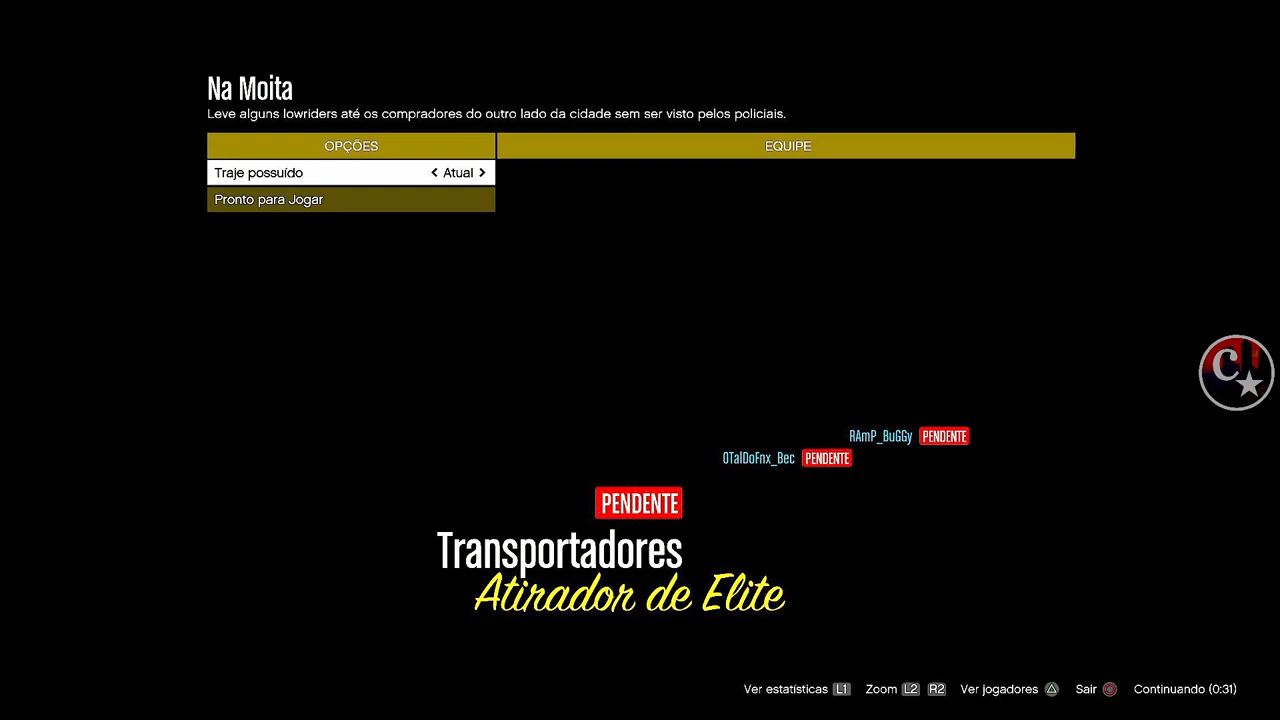 Na Moita
Leve alguns lowriders até os compradores do outro lado da cidade sem ser visto pelos policiais.
OPÇÕES EQUIPE
Traje possuído < Atual >
Pronto para Jogar
C
RAmP_BuGGy PENDENTE
OTalDoFnx_Bec PENDENTE
PENDENTE
Transportadores
Atirador de Elite
Ver estatísticas L1 Zoom L2 R2 Ver jogadores Sair Continuando (0:31)